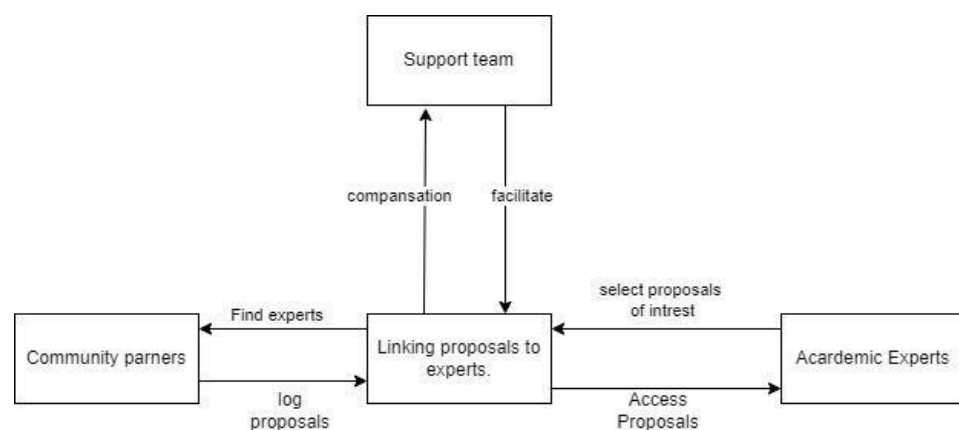 Support team
compansation
facilitate
select proposals
of intrest
Find experts
Community parners
Linking proposals to
experts.
Acardemic Experts
log
proposals
Access
Proposals